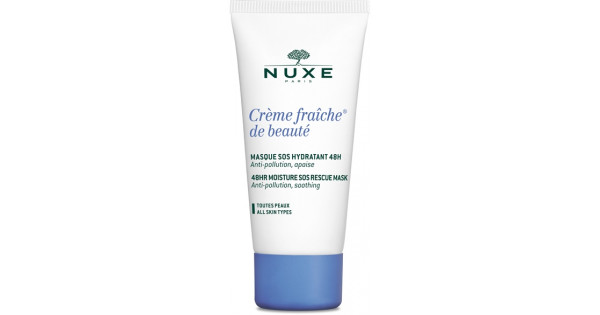 NUXE
PARIS
Crème fraîche®
de beauté
MASQUE SOS HYDRATANT 48H
Anti-pollution, apaise
48HR MOISTURE SOS RESCUE MASK
Anti-pollution, soothing
TOUTES PEAUX
ALL SKIN TYPES